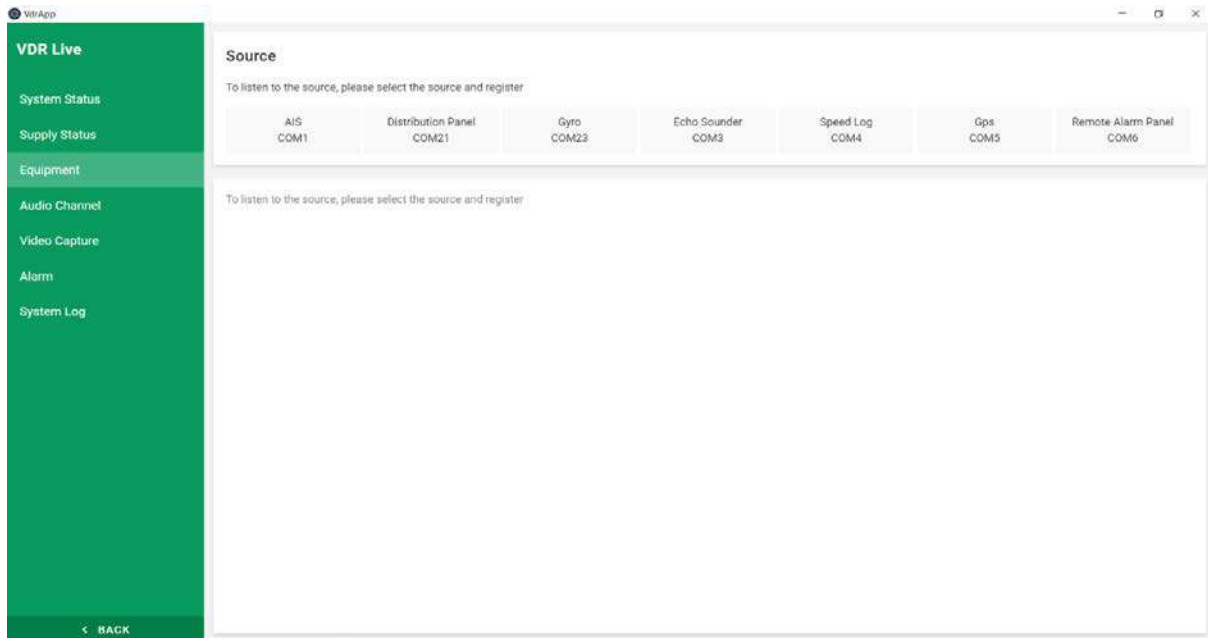 VdrApp
VDR Live
System Status
Supply Status
Equipment
Audio Channel
Video Capture
Alarm
System Log
< BACK
Source
To listen to the source, please select the source and register
AIS
COM1
Distribution Panel
COM21
Gyro
COM23
Echo Sounder
COM3
Speed Log
COM4
Gps
COM5
Remote Alarm Panel
COM6
To listen to the source, please select the source and register